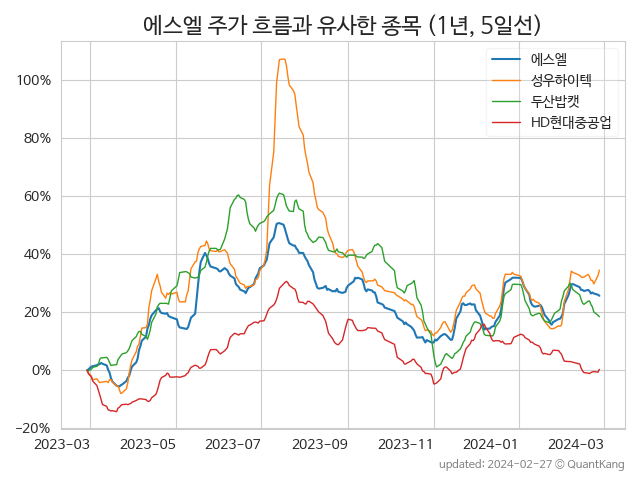 에스엘 주가 흐름과 유사한 종목 (1년, 5일선)
에스엘
성우하이텍
두산밥캣
HD현대중공업
100%
80%
60%
40%
20%
0%
−20%
2023−03 2023−05 2023−07 2023−09 2023−11 2024−01 2024−03
updated: 2024−02−27 © QuantKang